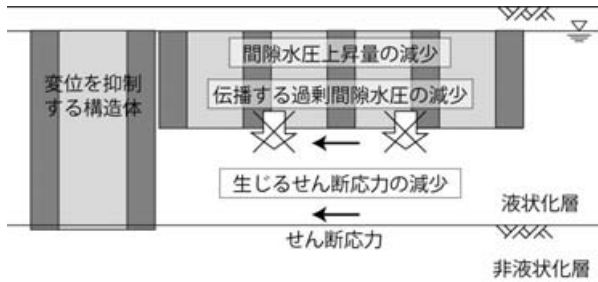 間隙水圧上昇量の減少
変位を抑制
する構造体
伝播する過剰間隙水圧の減少
生じるせん断応力の減少
液状化層
せん断応力
非液状化層